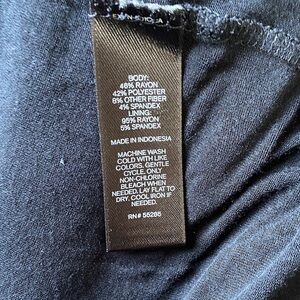 BODY:
46% RAYON
42% POLYESTER
8% OTHER FIBER
4% SPANDEX
LINING:
95% RAYON
5% SPANDEX
MADE IN INDONESIA
MACHINE WASH
COLD WITH LIKE
COLORS, GENTLE
CYCLE. ONLY
NON-CHLORINE
BLEACH WHEN
NEEDED. LAY FLAT TO
DRY, COOL IRON IF
NEEDED.
RN# 55285